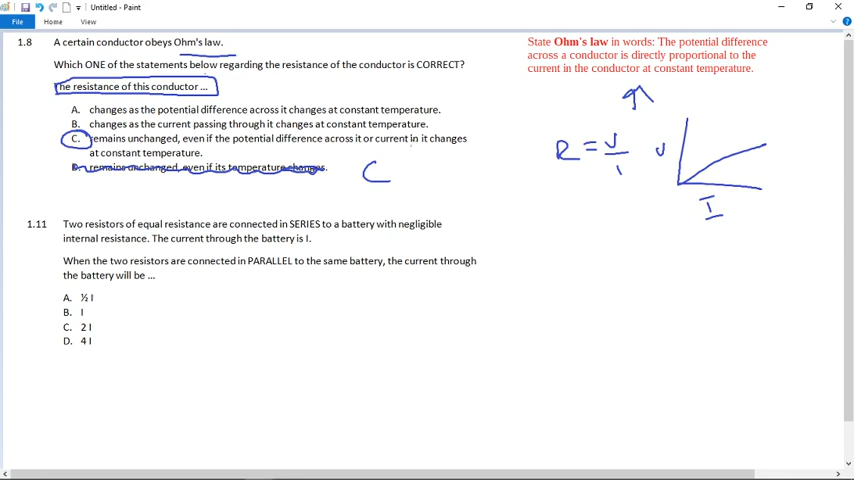 Untitled - Paint
File Home View
1.8 A certain conductor obeys Ohm's law.
Which ONE of the statements below regarding the resistance of the conductor is CORRECT?
The resistance of this conductor ...
A. changes as the potential difference across it changes at constant temperature.
B. changes as the current passing through it changes at constant temperature.
C. remains unchanged, even if the potential difference across it or current in it changes
at constant temperature.
D. remains unchanged, even if its temperature changes.
C
State Ohm's law in words: The potential difference
across a conductor is directly proportional to the
current in the conductor at constant temperature.
R = V
I
V
I
1.11 Two resistors of equal resistance are connected in SERIES to a battery with negligible
internal resistance. The current through the battery is I.
When the two resistors are connected in PARALLEL to the same battery, the current through
the battery will be ...
A. ½ I
B. I
C. 2 I
D. 4 I